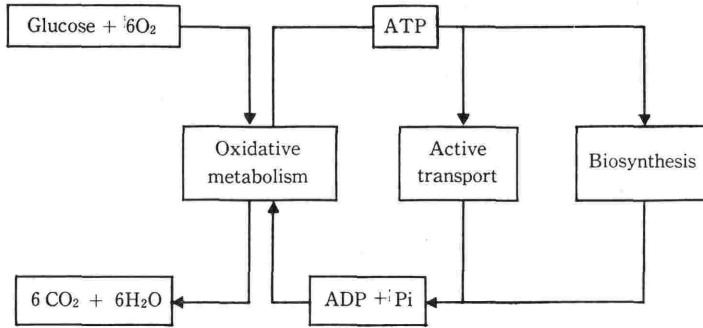 Glucose + 6O₂
ATP
Oxidative
metabolism
Active
transport
Biosynthesis
6 CO₂ + 6H₂O
ADP + Pi